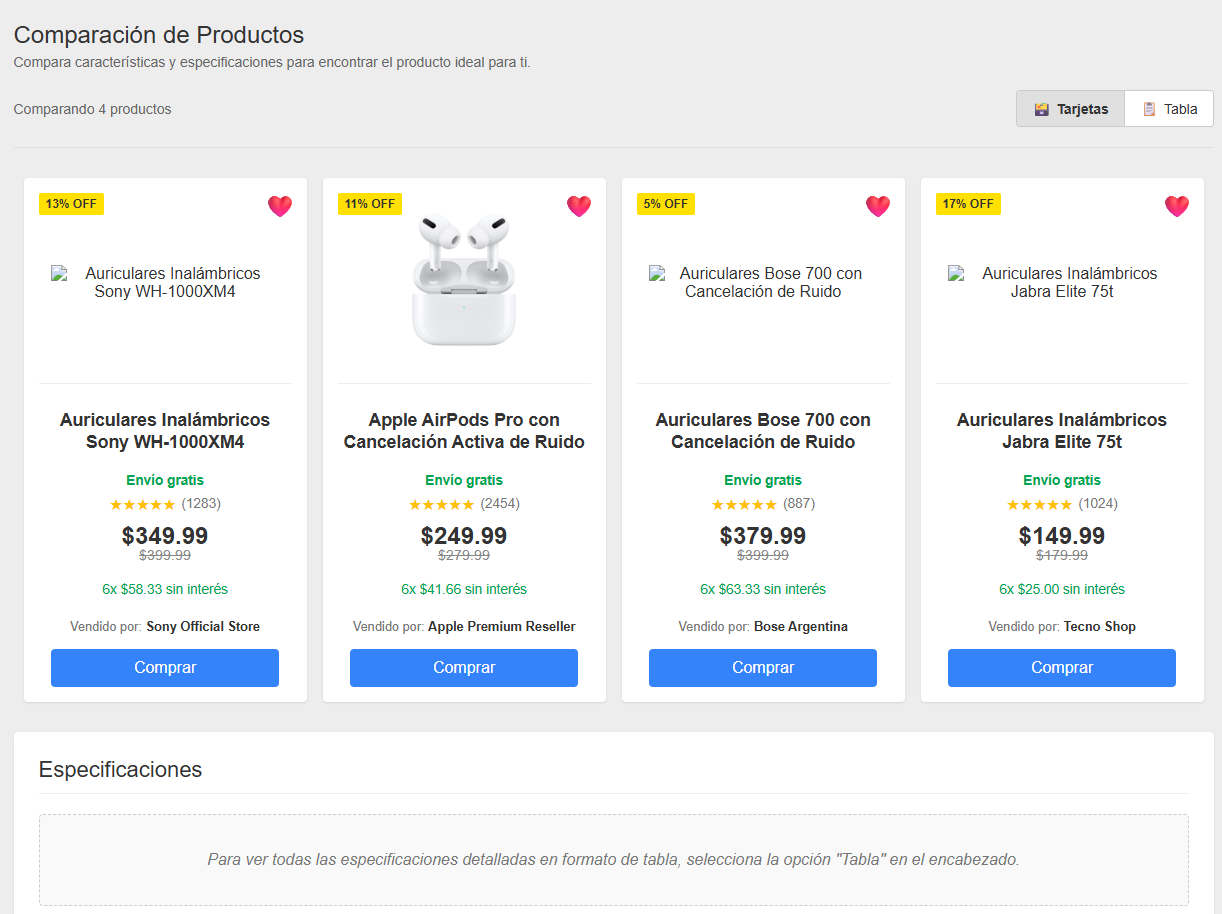 Comparación de Productos
Compara características y especificaciones para encontrar el producto ideal para ti.
Comparando 4 productos
Tarjetas
Tabla
13% OFF
Auriculares Inalámbricos
Sony WH-1000XM4
Auriculares Inalámbricos
Sony WH-1000XM4
Envío gratis
★★★★★ (1283)
$349.99
$399.99
6x $58.33 sin interés
Vendido por: Sony Official Store
Comprar
11% OFF
Apple AirPods Pro con
Cancelación Activa de Ruido
Envío gratis
★★★★★ (2454)
$249.99
$279.99
6x $41.66 sin interés
Vendido por: Apple Premium Reseller
Comprar
5% OFF
Auriculares Bose 700 con
Cancelación de Ruido
Auriculares Bose 700 con
Cancelación de Ruido
Envío gratis
★★★★★ (887)
$379.99
$399.99
6x $63.33 sin interés
Vendido por: Bose Argentina
Comprar
17% OFF
Auriculares Inalámbricos
Jabra Elite 75t
Auriculares Inalámbricos
Jabra Elite 75t
Envío gratis
★★★★★ (1024)
$149.99
$179.99
6x $25.00 sin interés
Vendido por: Tecno Shop
Comprar
Especificaciones
Para ver todas las especificaciones detalladas en formato de tabla, selecciona la opción "Tabla" en el encabezado.